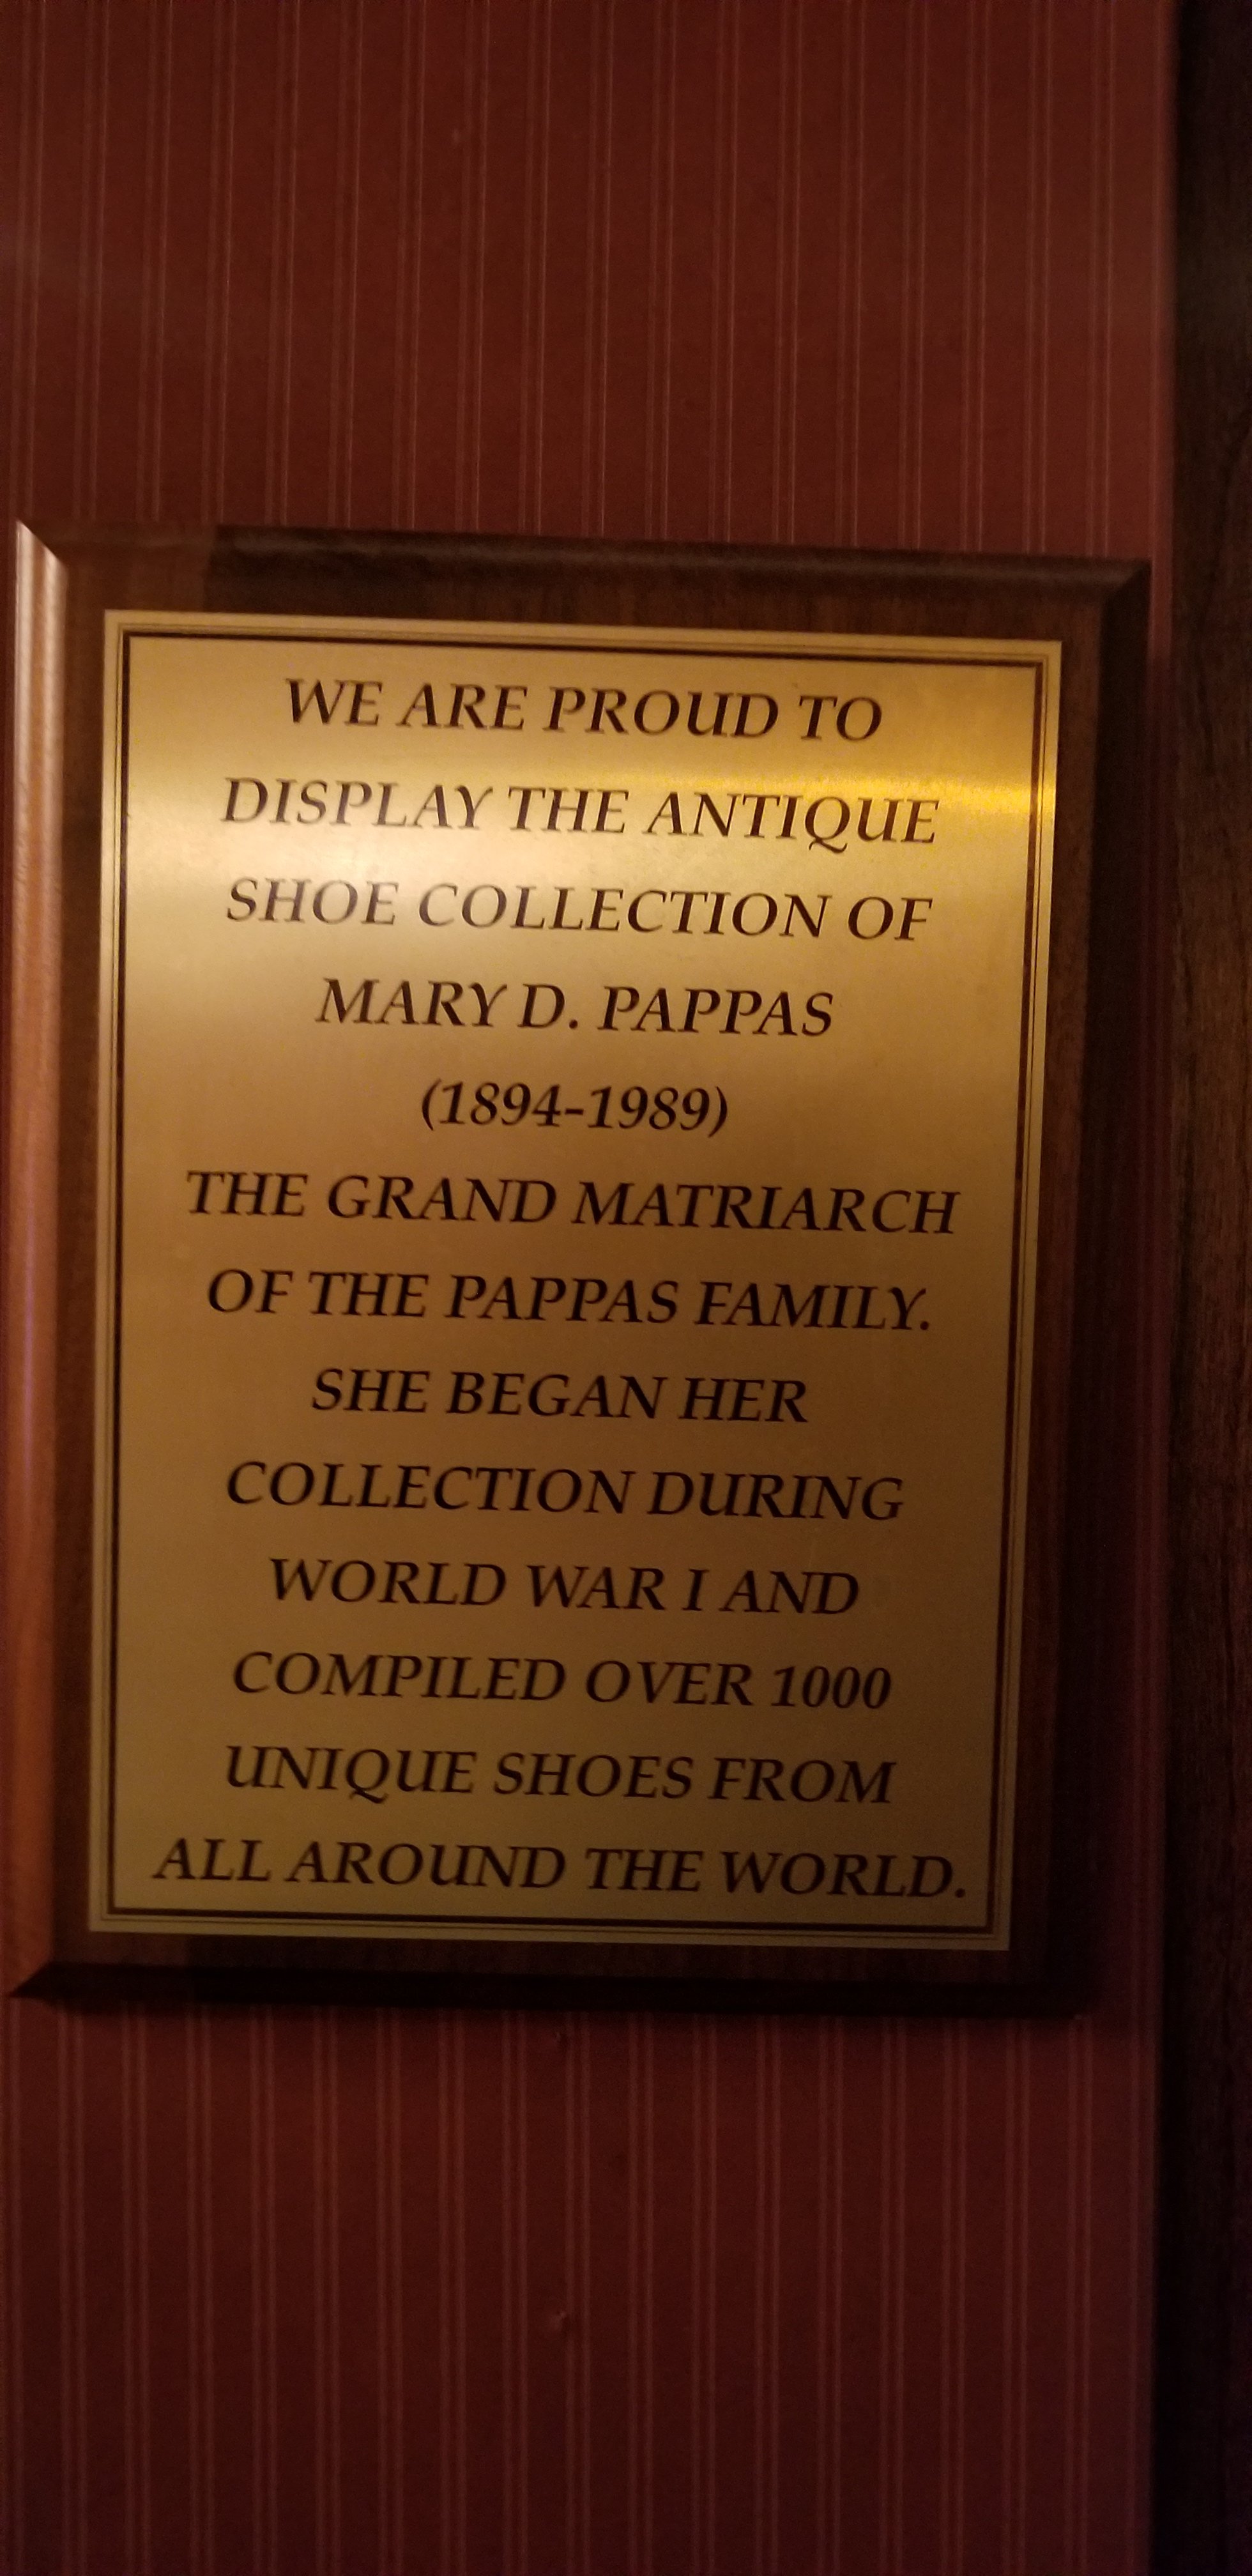 WE ARE PROUD TO
DISPLAY THE ANTIQUE
SHOE COLLECTION OF
MARY D. PAPPAS
(1894-1989)
THE GRAND MATRIARCH
OF THE PAPPAS FAMILY.
SHE BEGAN HER
COLLECTION DURING
WORLD WAR I AND
COMPILED OVER 1000
UNIQUE SHOES FROM
ALL AROUND THE WORLD.